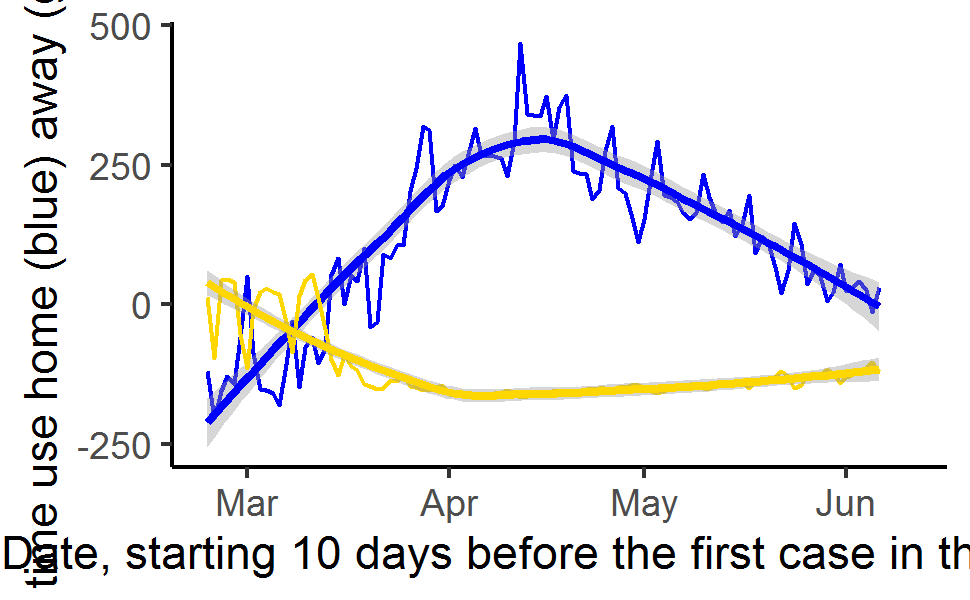 time use home (blue) away (
500
250
0
-250
Mar Apr May Jun
Date, starting 10 days before the first case in th